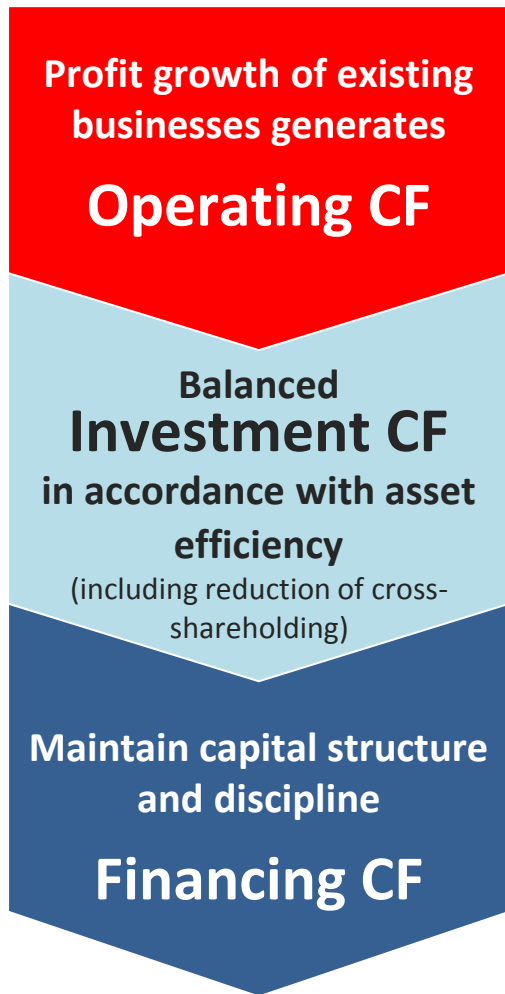 Profit growth of existing
businesses generates
Operating CF
Balanced
Investment CF
in accordance with asset
efficiency
(including reduction of cross-
shareholding)
Maintain capital structure
and discipline
Financing CF